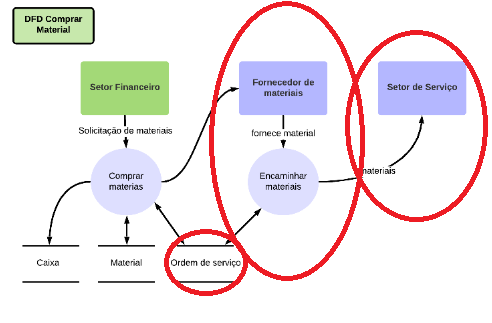 DFD Comprar
Material
Setor Financeiro
Fornecedor de
materiais
Setor de Serviço
Solicitação de materiais
fornece material
Comprar
materias
Encaminhar
materiais
materiais
Caixa
Material
Ordem de serviço